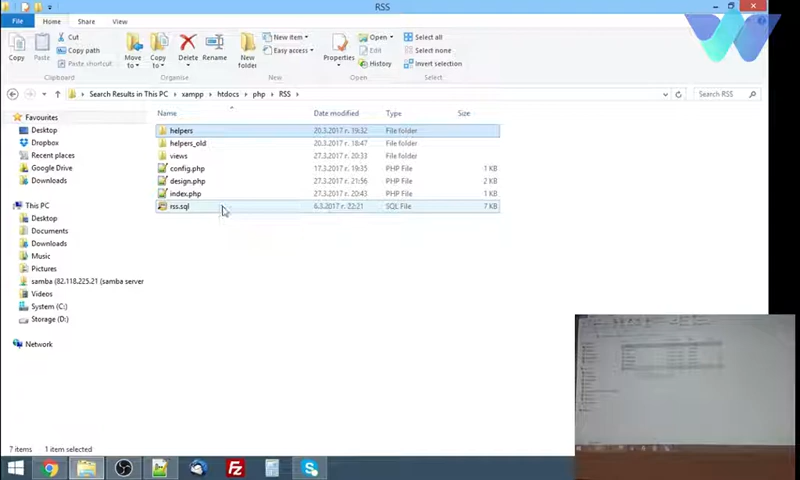 RSS
File Home Share View
Copy
Paste
Cut
Copy path
Paste shortcut
Move to
Copy to
Delete
Rename
New folder
New item
Easy access
Properties
Open
Edit
History
Select all
Select none
Invert selection
Clipboard Organise New Open Select
Search Results in This PC xampp htdocs php RSS Search RSS
Favourites
Desktop
Dropbox
Recent places
Google Drive
Downloads
This PC
Desktop
Documents
Downloads
Music
Pictures
samba (82.118.225.21 (samba server
Videos
System (C:)
Storage (D:)
Network
Name Date modified Type Size
helpers 20.3.2017 г. 19:32 File folder
helpers_old 20.3.2017 г. 18:47 File folder
views 27.3.2017 г. 20:33 File folder
config.php 17.3.2017 г. 19:35 PHP File 1 KB
design.php 27.3.2017 г. 21:56 PHP File 2 KB
index.php 27.3.2017 г. 20:43 PHP File 1 KB
rss.sql 6.3.2017 г. 22:21 SQL File 7 KB
7 items 1 item selected